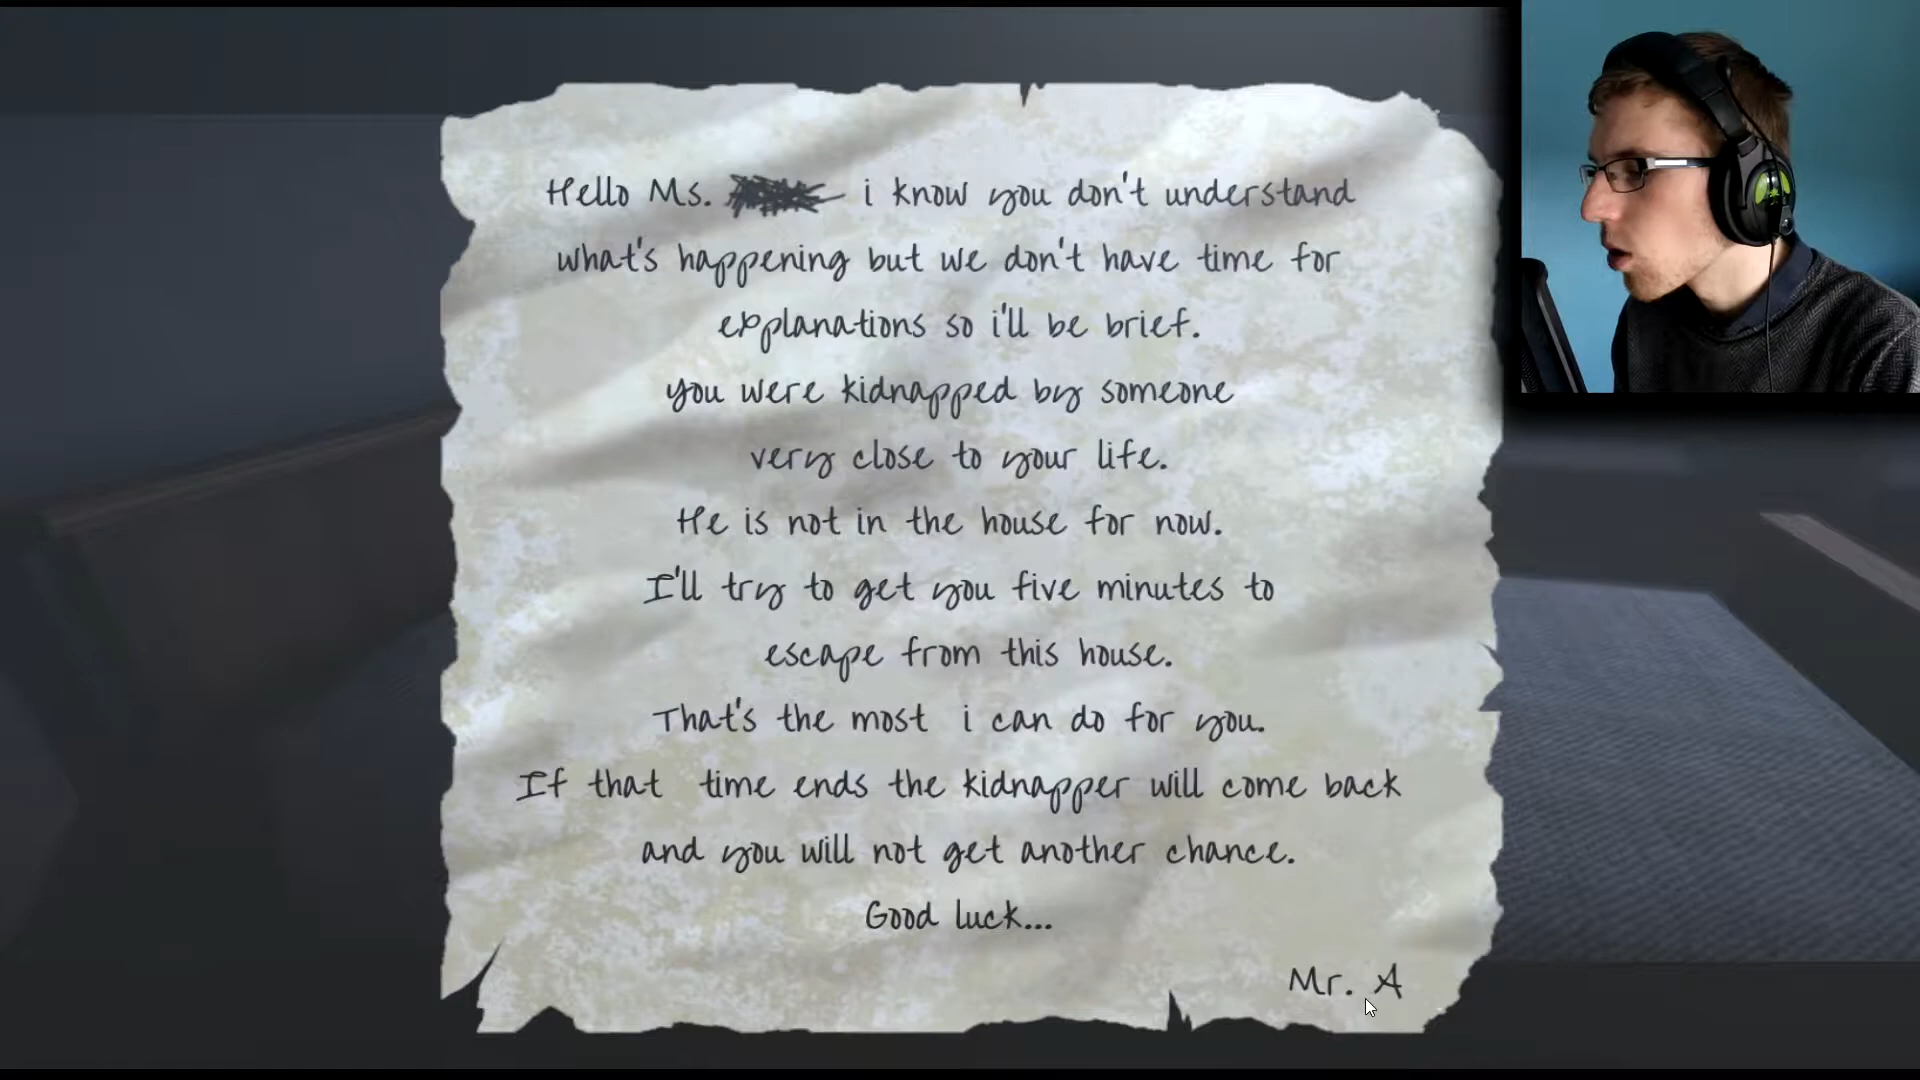 Hello Ms. i know you don't understand
what's happening but we don't have time for
explanations so i'll be brief.
you were kidnapped by someone
very close to your life.
He is not in the house for now.
I'll try to get you five minutes to
escape from this house.
That's the most i can do for you.
If that time ends the kidnapper will come back
and you will not get another chance.
Good luck...
Mr. A